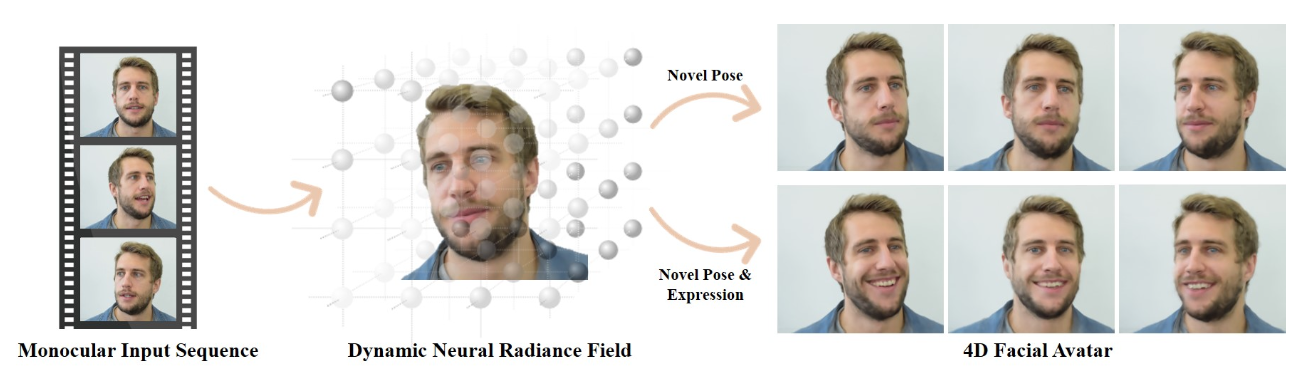 Novel Pose
Novel Pose &
Expression
Monocular Input Sequence
Dynamic Neural Radiance Field
4D Facial Avatar